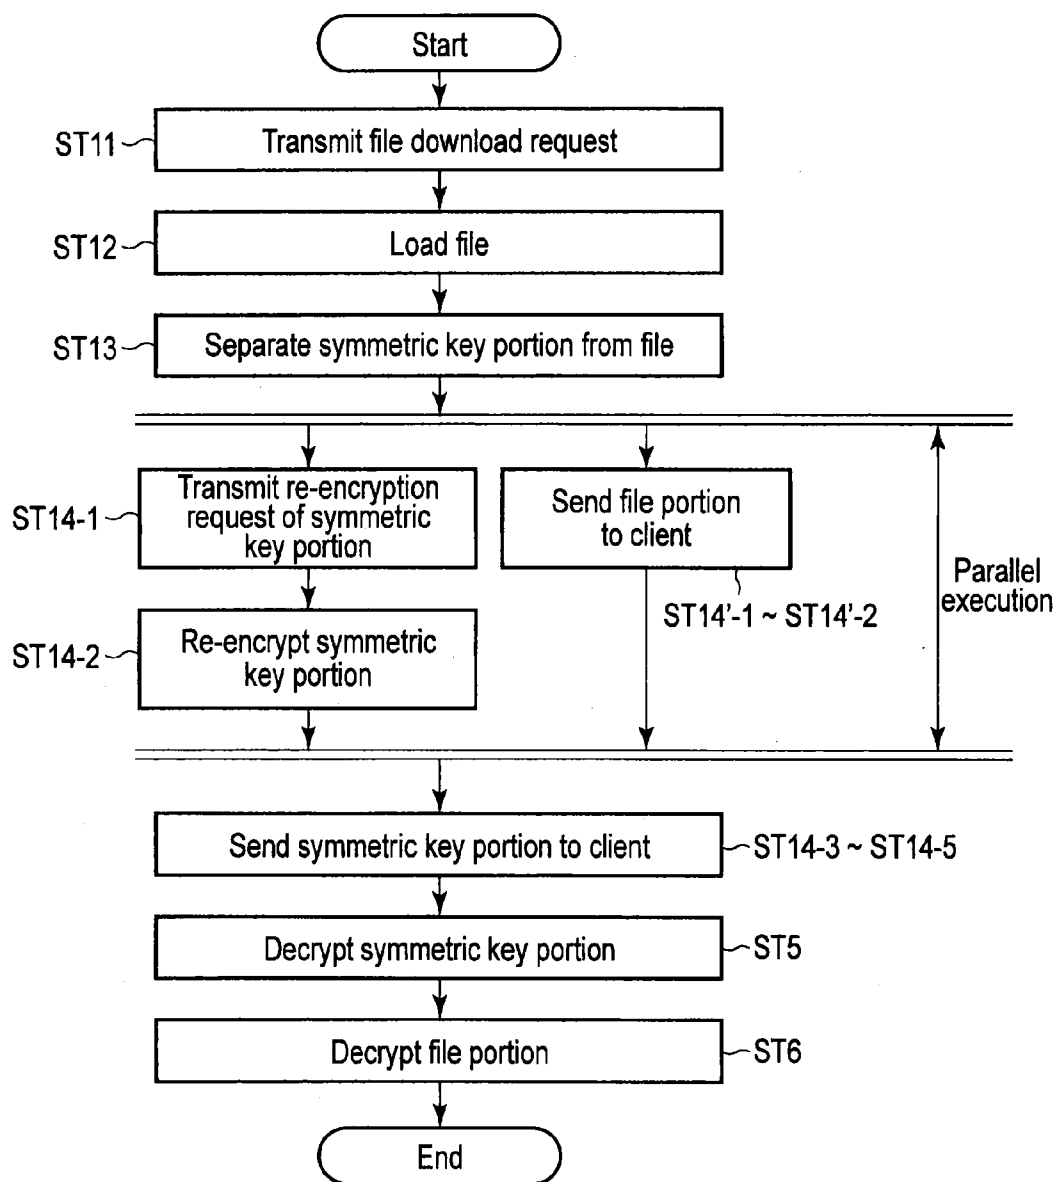 Start
ST11
Transmit file download request
ST12
Load file
ST13
Separate symmetric key portion from file
ST14-1
Transmit re-encryption
request of symmetric
key portion
Send file portion
to client
ST14'-1 ~ ST14'-2
Parallel
execution
ST14-2
Re-encrypt symmetric
key portion
Send symmetric key portion to client
ST14-3 ~ ST14-5
Decrypt symmetric key portion
ST5
Decrypt file portion
ST6
End